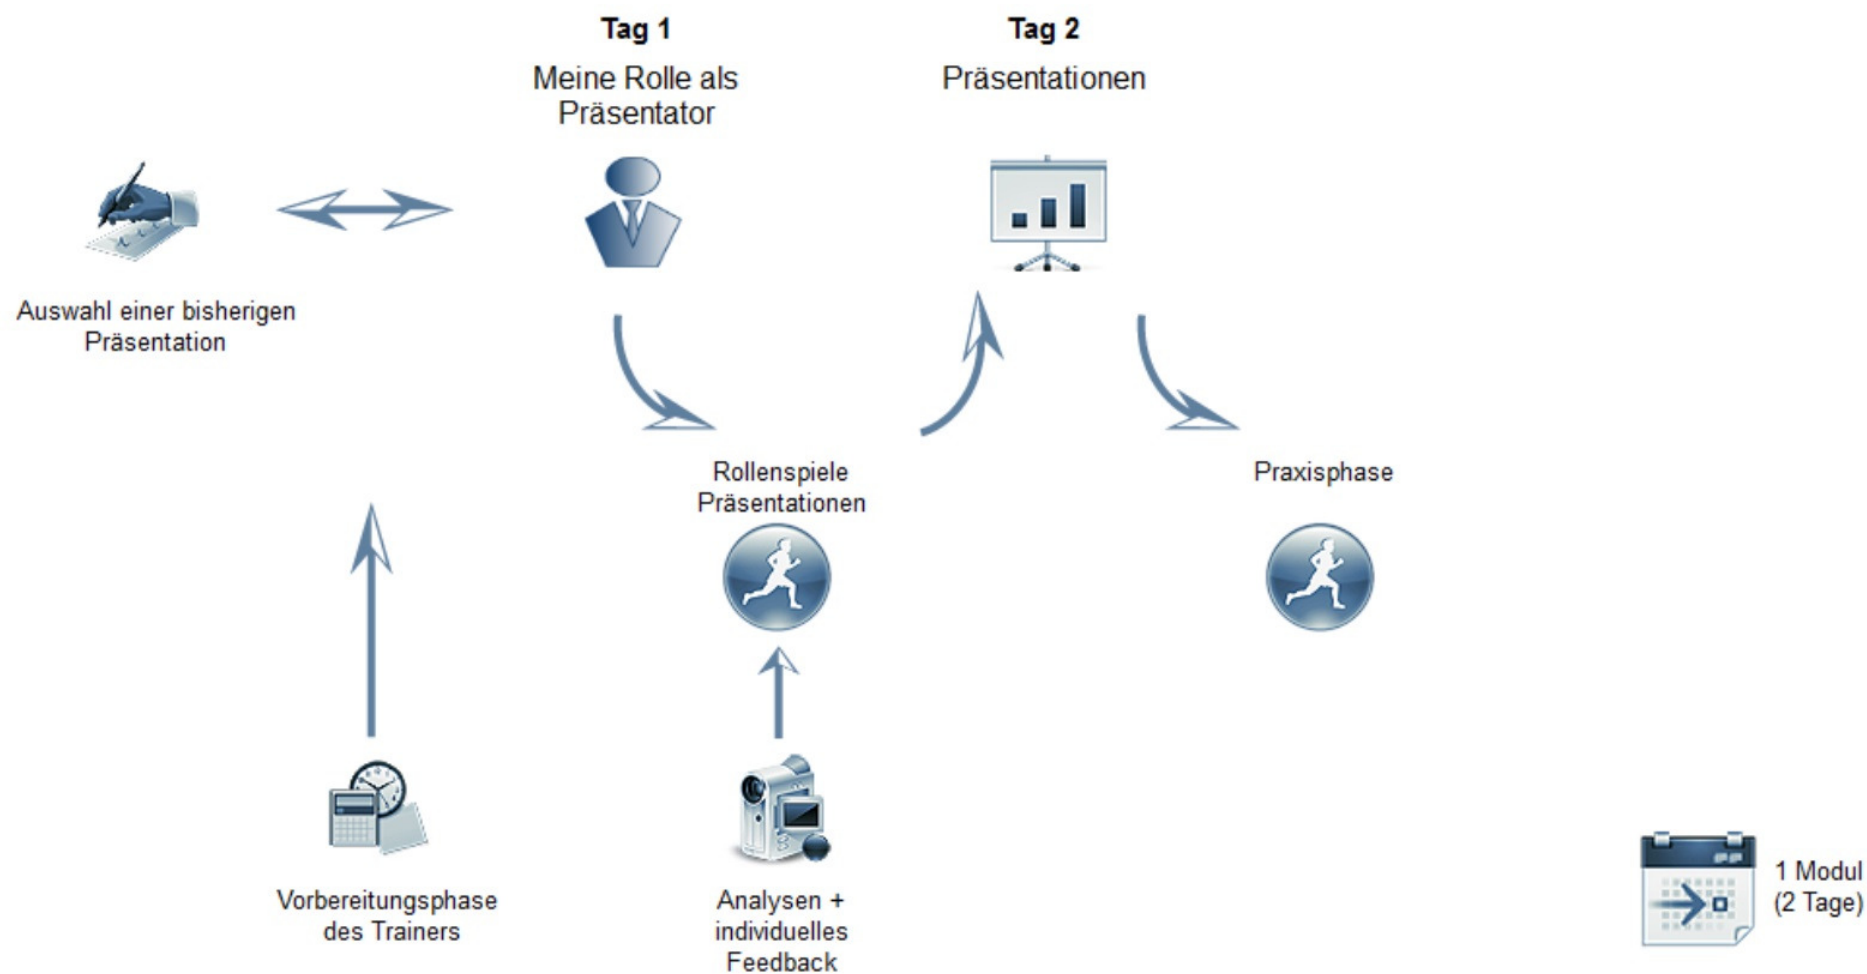 Tag 1
Meine Rolle als
Präsentator
Tag 2
Präsentationen
Auswahl einer bisherigen
Präsentation
Rollenspiele
Präsentationen
Praxisphase
Vorbereitungsphase
des Trainers
Analysen +
individuelles
Feedback
1 Modul
(2 Tage)